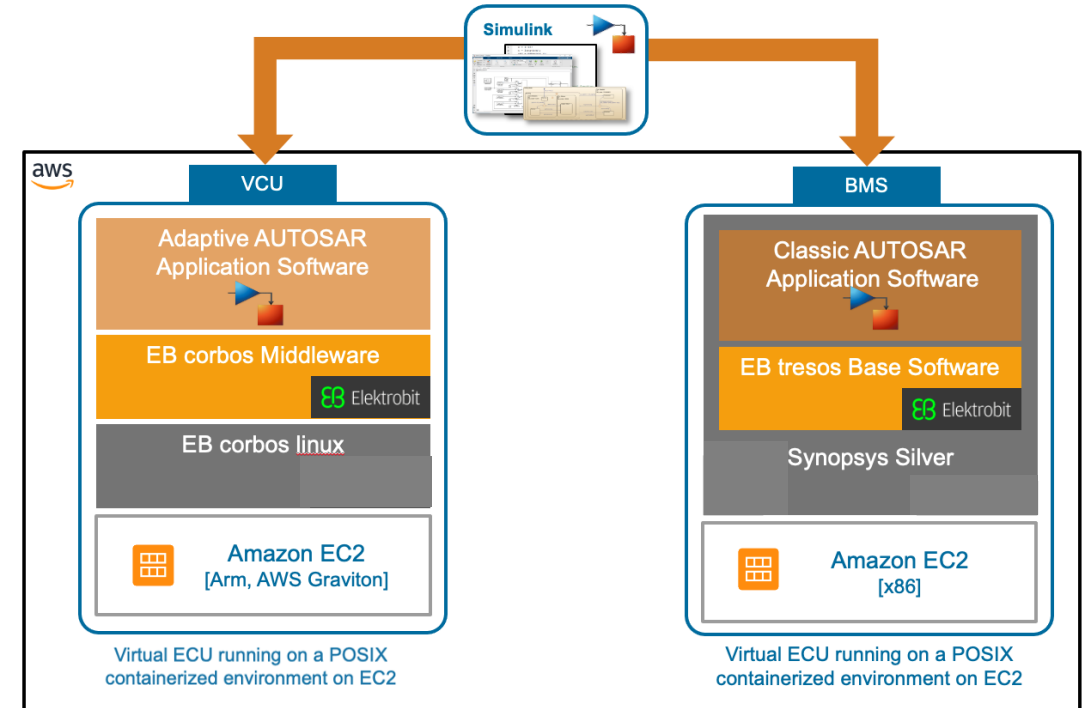 Simulink
aws
VCU
Adaptive AUTOSAR
Application Software
EB corbos Middleware
EB Elektrobit
EB corbos linux
Amazon EC2
[Arm, AWS Graviton]
Virtual ECU running on a POSIX
containerized environment on EC2
BMS
Classic AUTOSAR
Application Software
EB tresos Base Software
EB Elektrobit
Synopsys Silver
Amazon EC2
[x86]
Virtual ECU running on a POSIX
containerized environment on EC2